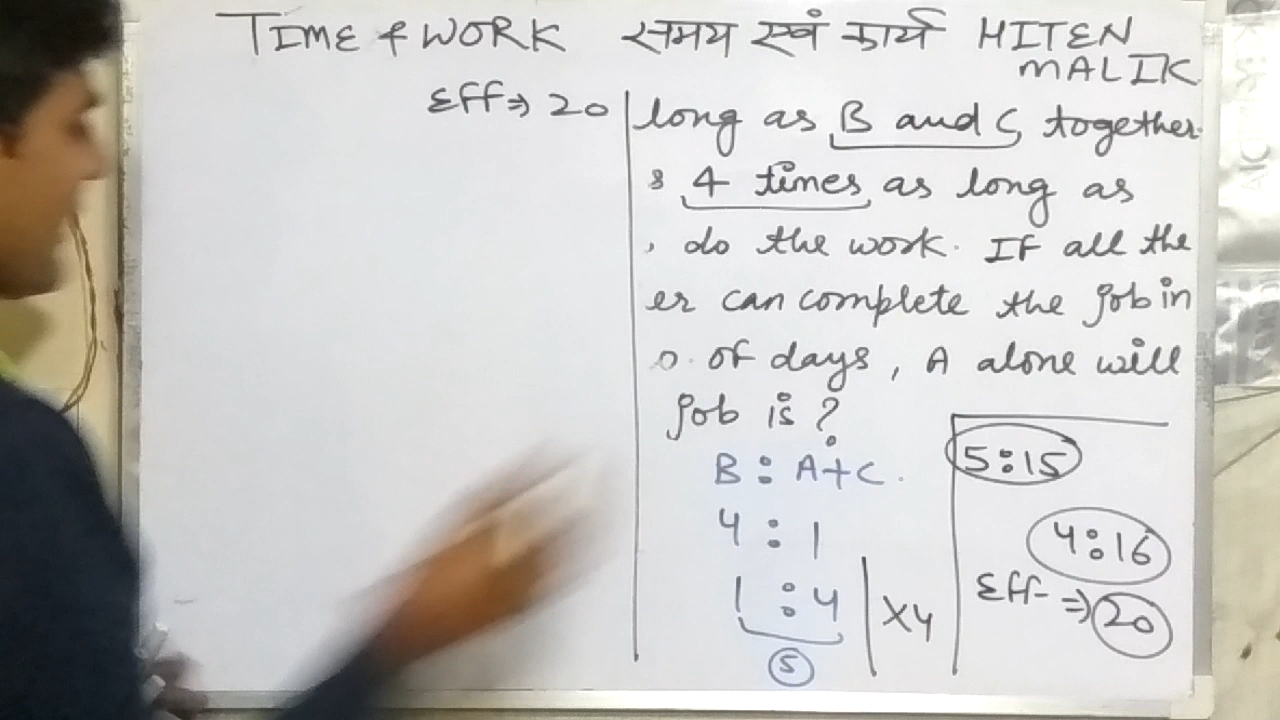 TIME & WORK समय एवं कार्य HITEN
MALIK
Eff⇒ 20
long as B and C together
s 4 times as long as
do the work. If all the
er can complete the job in
o. of days, A alone will
job is?
B : A+C.
4 : 1
1 : 4
5
X4
5:15
4:16
Eff- ⇒ 20